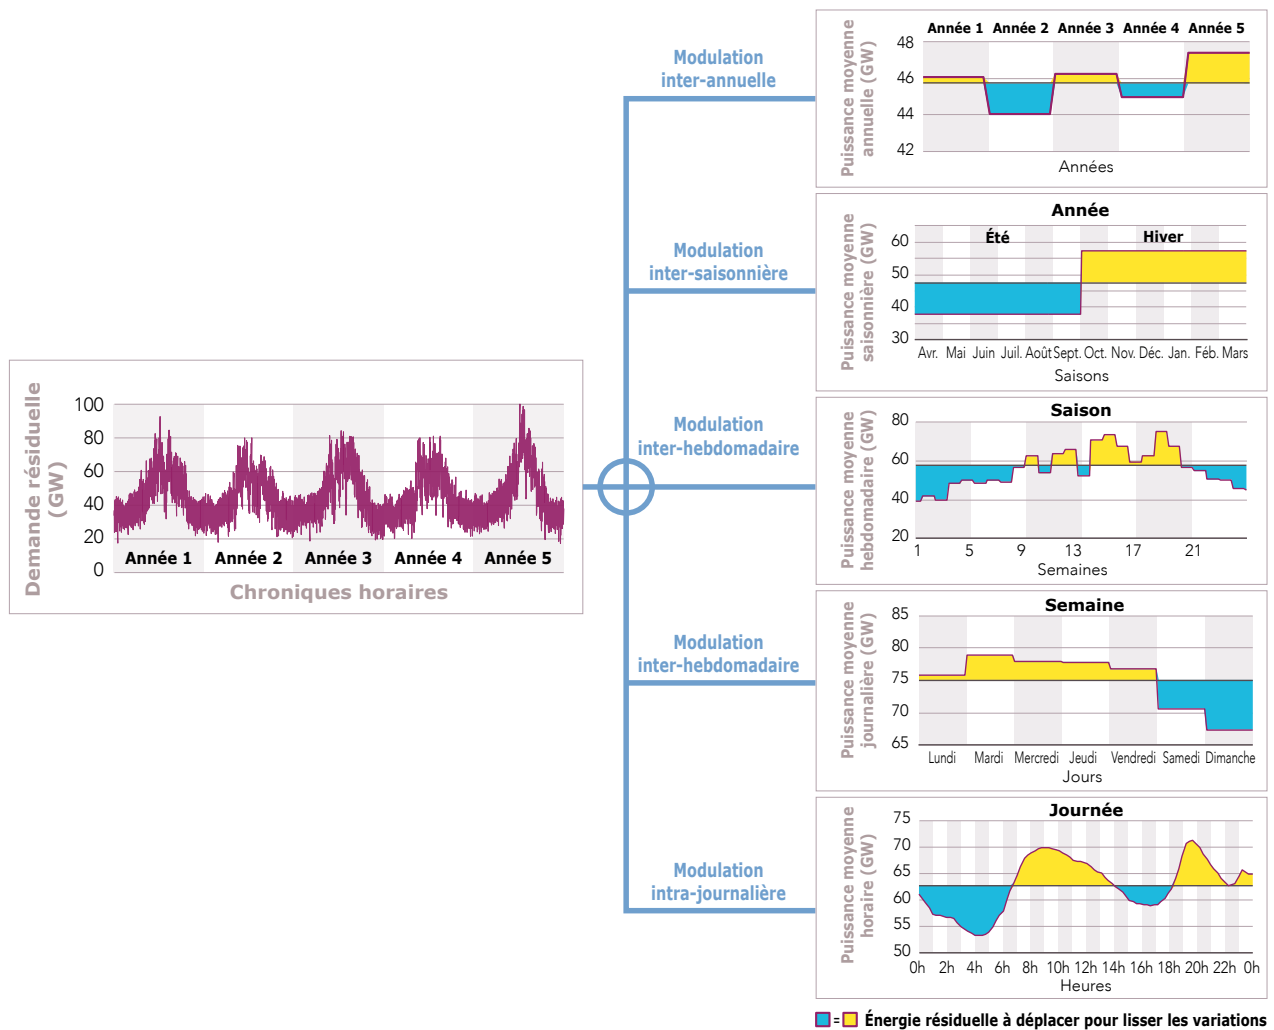 Demande résiduelle
(GW)
100
80
60
40
20
0
Année 1 Année 2 Année 3 Année 4 Année 5
Chroniques horaires
Modulation
inter-annuelle
Puissance moyenne
annuelle (GW)
Année 1 Année 2 Année 3 Année 4 Année 5
48
46
44
42
Années
Modulation
inter-saisonnière
Puissance moyenne
saisonnière (GW)
Année
Été Hiver
60
50
40
30
Avr. Mai Juin Juil. Août Sept. Oct. Nov. Déc. Jan. Féb. Mars
Saisons
Modulation
inter-hebdomadaire
Puissance moyenne
hebdomadaire (GW)
Saison
80
60
40
20
1 5 9 13 17 21
Semaines
Modulation
inter-hebdomadaire
Puissance moyenne
journalière (GW)
Semaine
85
80
75
70
65
Lundi Mardi Mercredi Jeudi Vendredi Samedi Dimanche
Jours
Modulation
intra-journalière
Puissance moyenne
horaire (GW)
Journée
75
70
65
60
55
50
0h 2h 4h 6h 8h 10h 12h 14h 16h 18h 20h 22h 0h
Heures
= Énergie résiduelle à déplacer pour lisser les variations